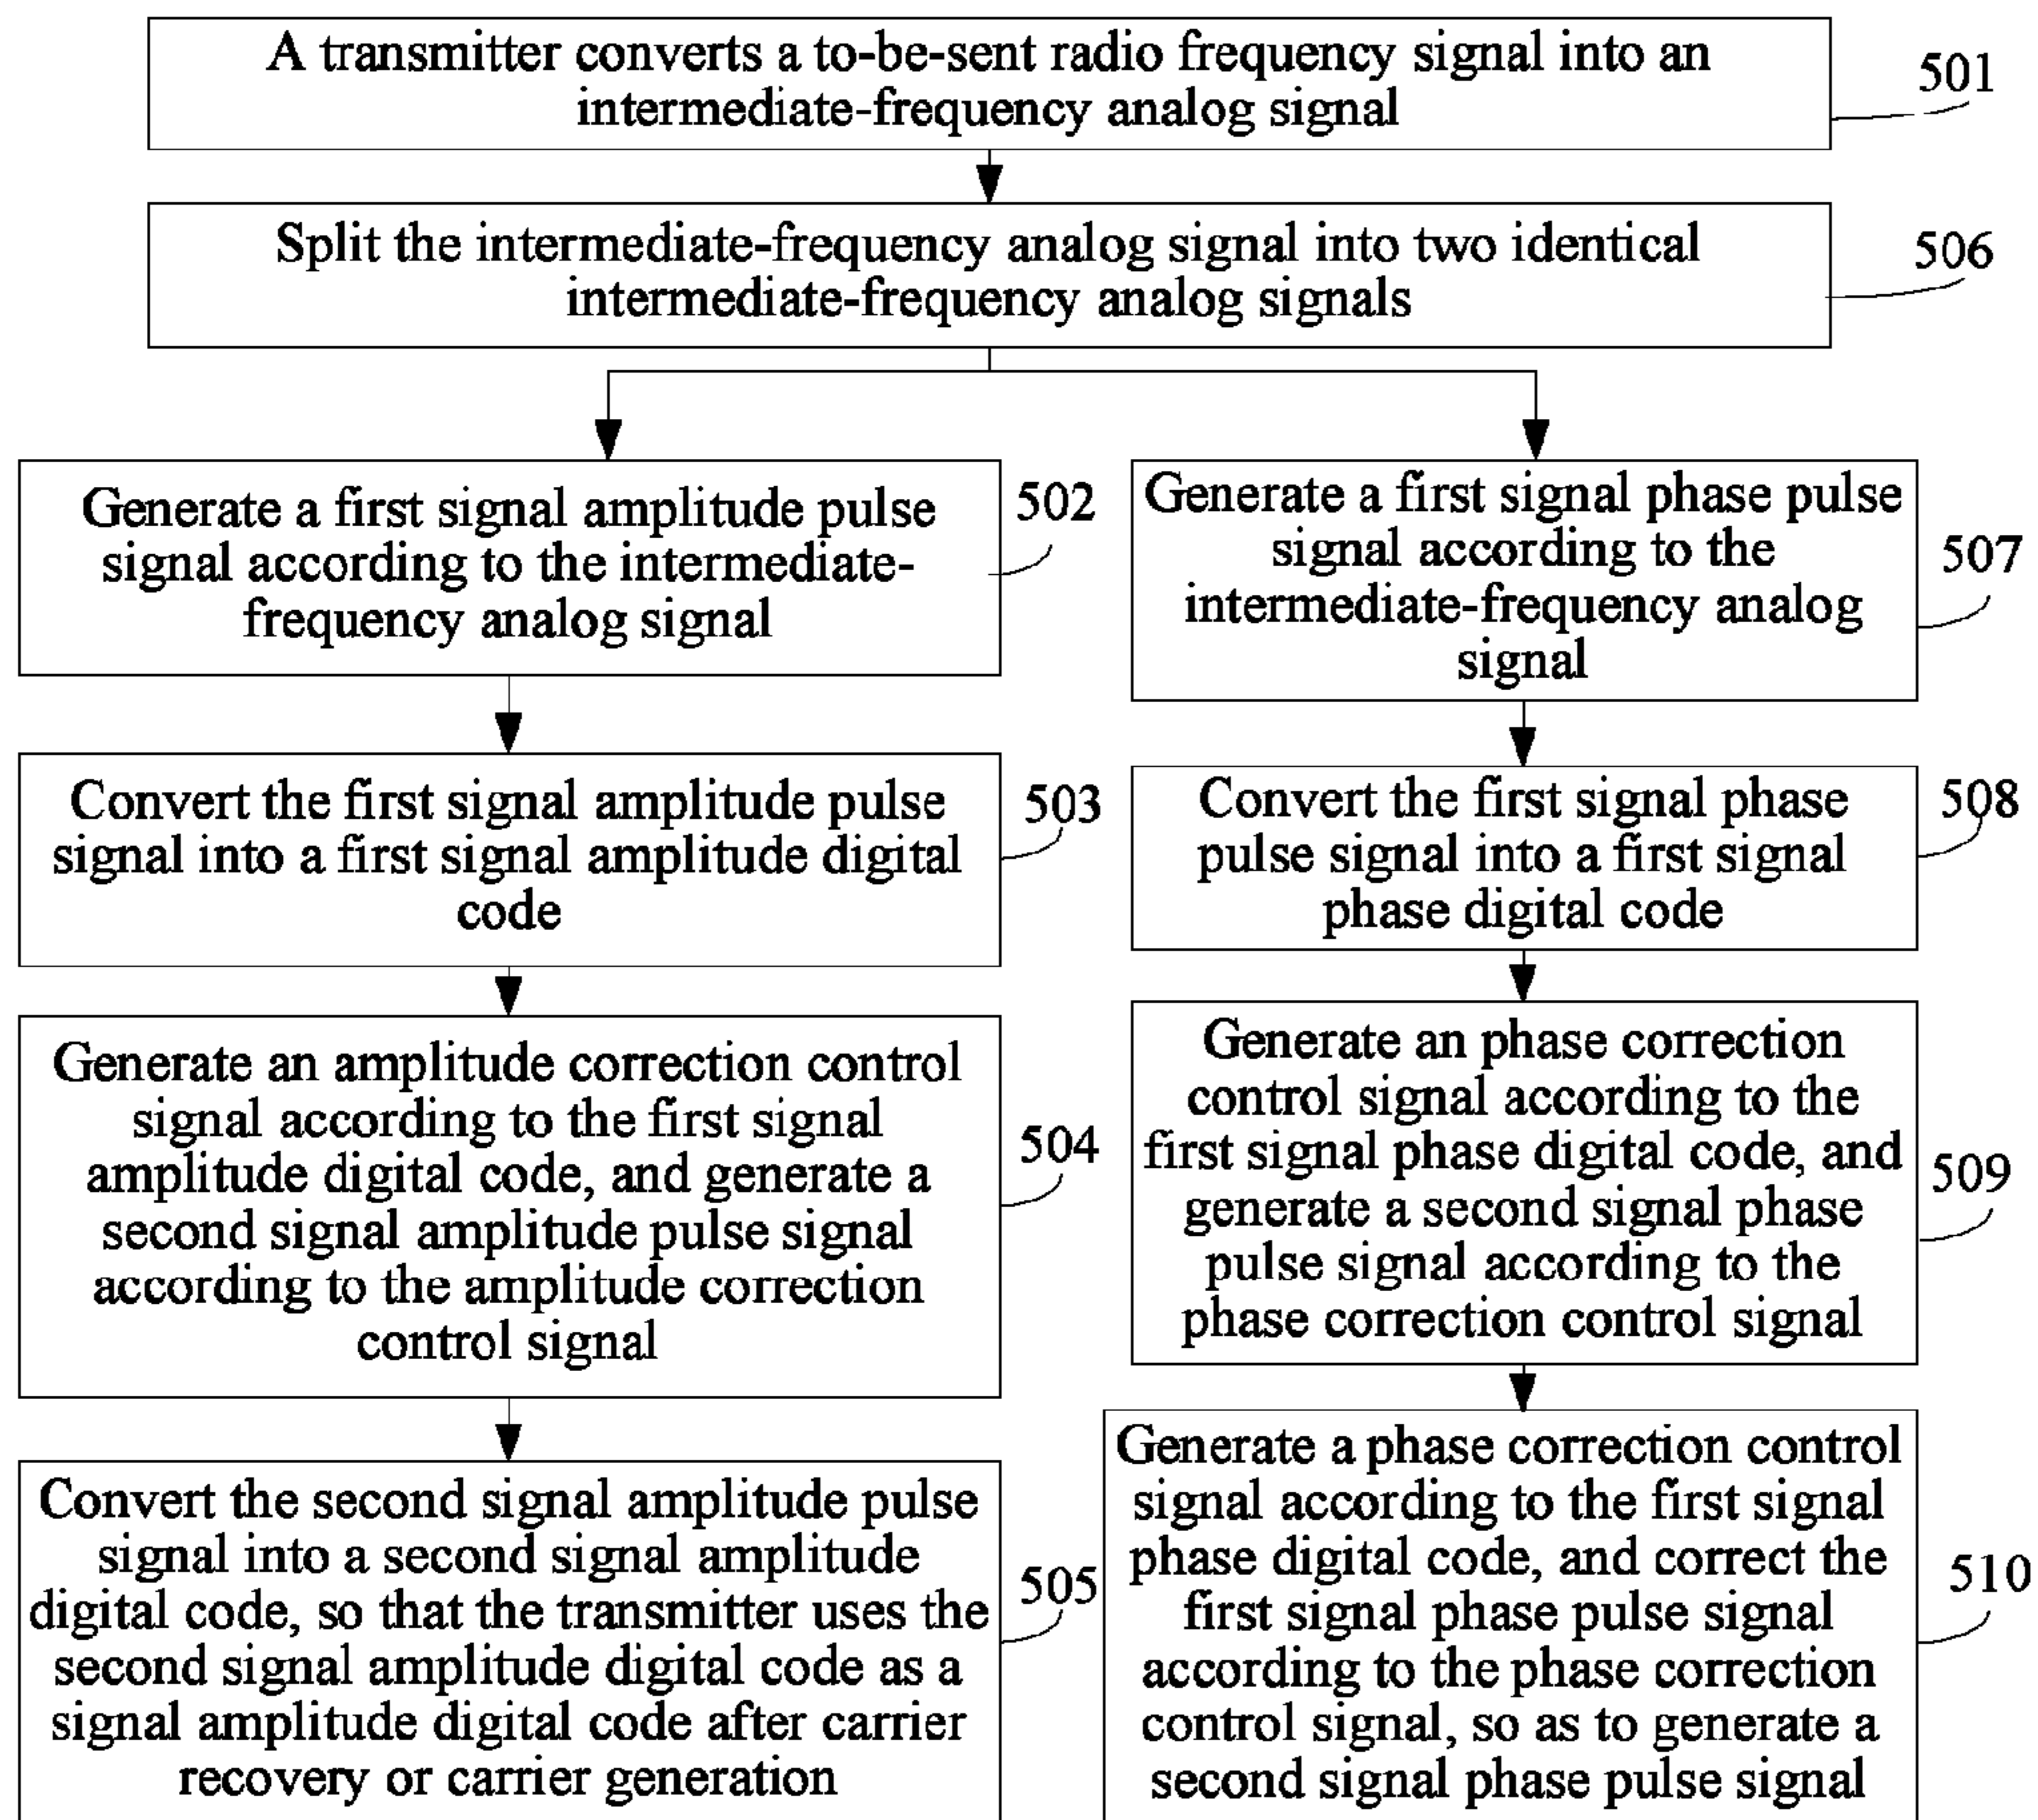 A transmitter converts a to-be-sent radio frequency signal into an
intermediate-frequency analog signal
501
Split the intermediate-frequency analog signal into two identical
intermediate-frequency analog signals
506
Generate a first signal amplitude pulse
signal according to the intermediate-
frequency analog signal
502
Generate a first signal phase pulse
signal according to the
intermediate-frequency analog
signal
507
Convert the first signal amplitude pulse
signal into a first signal amplitude digital
code
503
Convert the first signal phase
pulse signal into a first signal
phase digital code
508
Generate an amplitude correction control
signal according to the first signal
amplitude digital code, and generate a
second signal amplitude pulse signal
according to the amplitude correction
control signal
504
Generate an phase correction
control signal according to the
first signal phase digital code, and
generate a second signal phase
pulse signal according to the
phase correction control signal
509
Convert the second signal amplitude pulse
signal into a second signal amplitude
digital code, so that the transmitter uses the
second signal amplitude digital code as a
signal amplitude digital code after carrier
recovery or carrier generation
505
Generate a phase correction control
signal according to the first signal
phase digital code, and correct the
first signal phase pulse signal
according to the phase correction
control signal, so as to generate a
second signal phase pulse signal
510